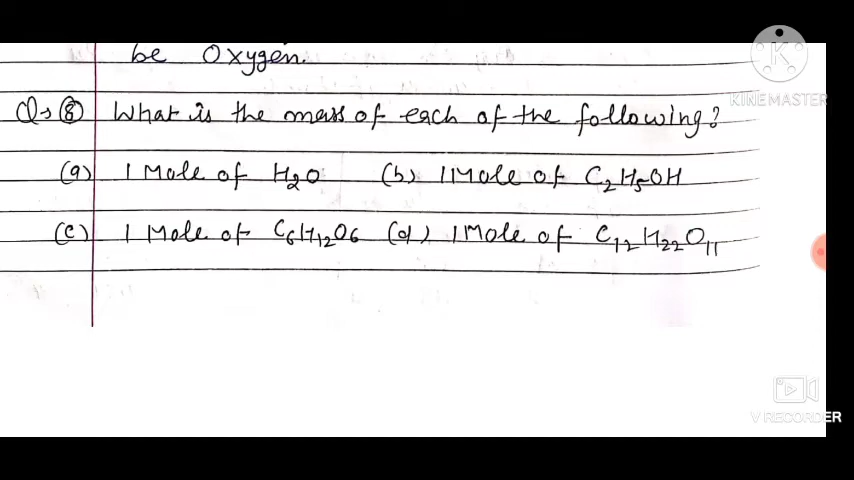 be Oxygen.
KINEMASTER
Q→⑧ What is the mass of each of the following?
(a) 1 Mole of H2O (b) 1 Mole of C2H5OH
(c) 1 Mole of C6H12O6 (d) 1 Mole of C12H22O11
V RECORDER